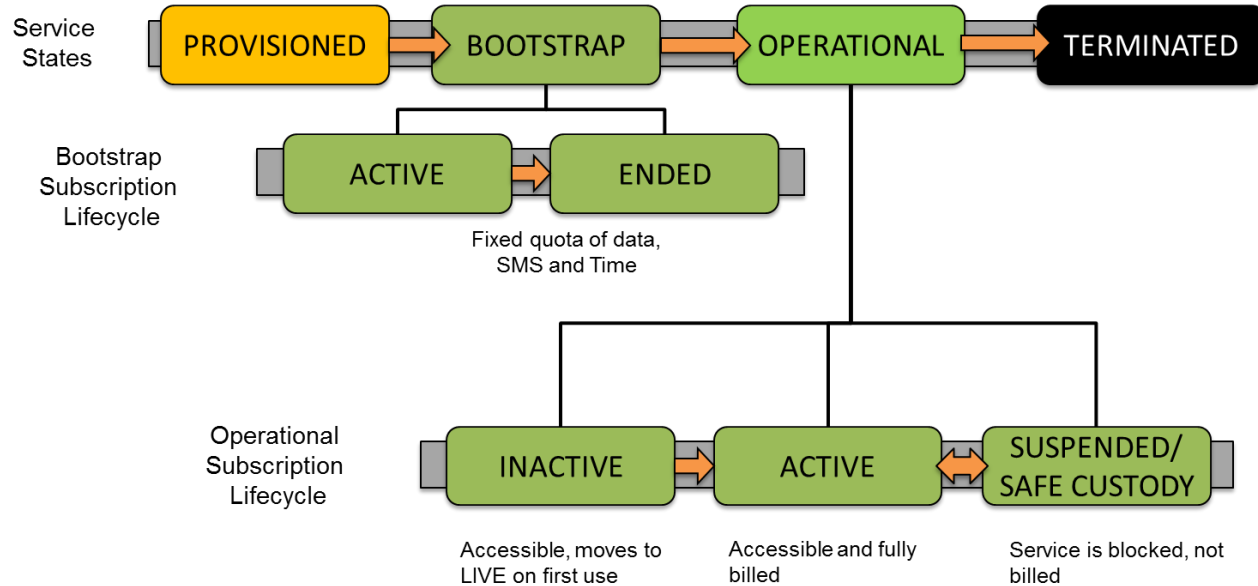 Service
States
PROVISIONED
BOOTSTRAP
OPERATIONAL
TERMINATED
Bootstrap
Subscription
Lifecycle
ACTIVE
ENDED
Fixed quota of data,
SMS and Time
Operational
Subscription
Lifecycle
INACTIVE
ACTIVE
SUSPENDED/
SAFE CUSTODY
Accessible, moves to
LIVE on first use
Accessible and fully
billed
Service is blocked, not
billed